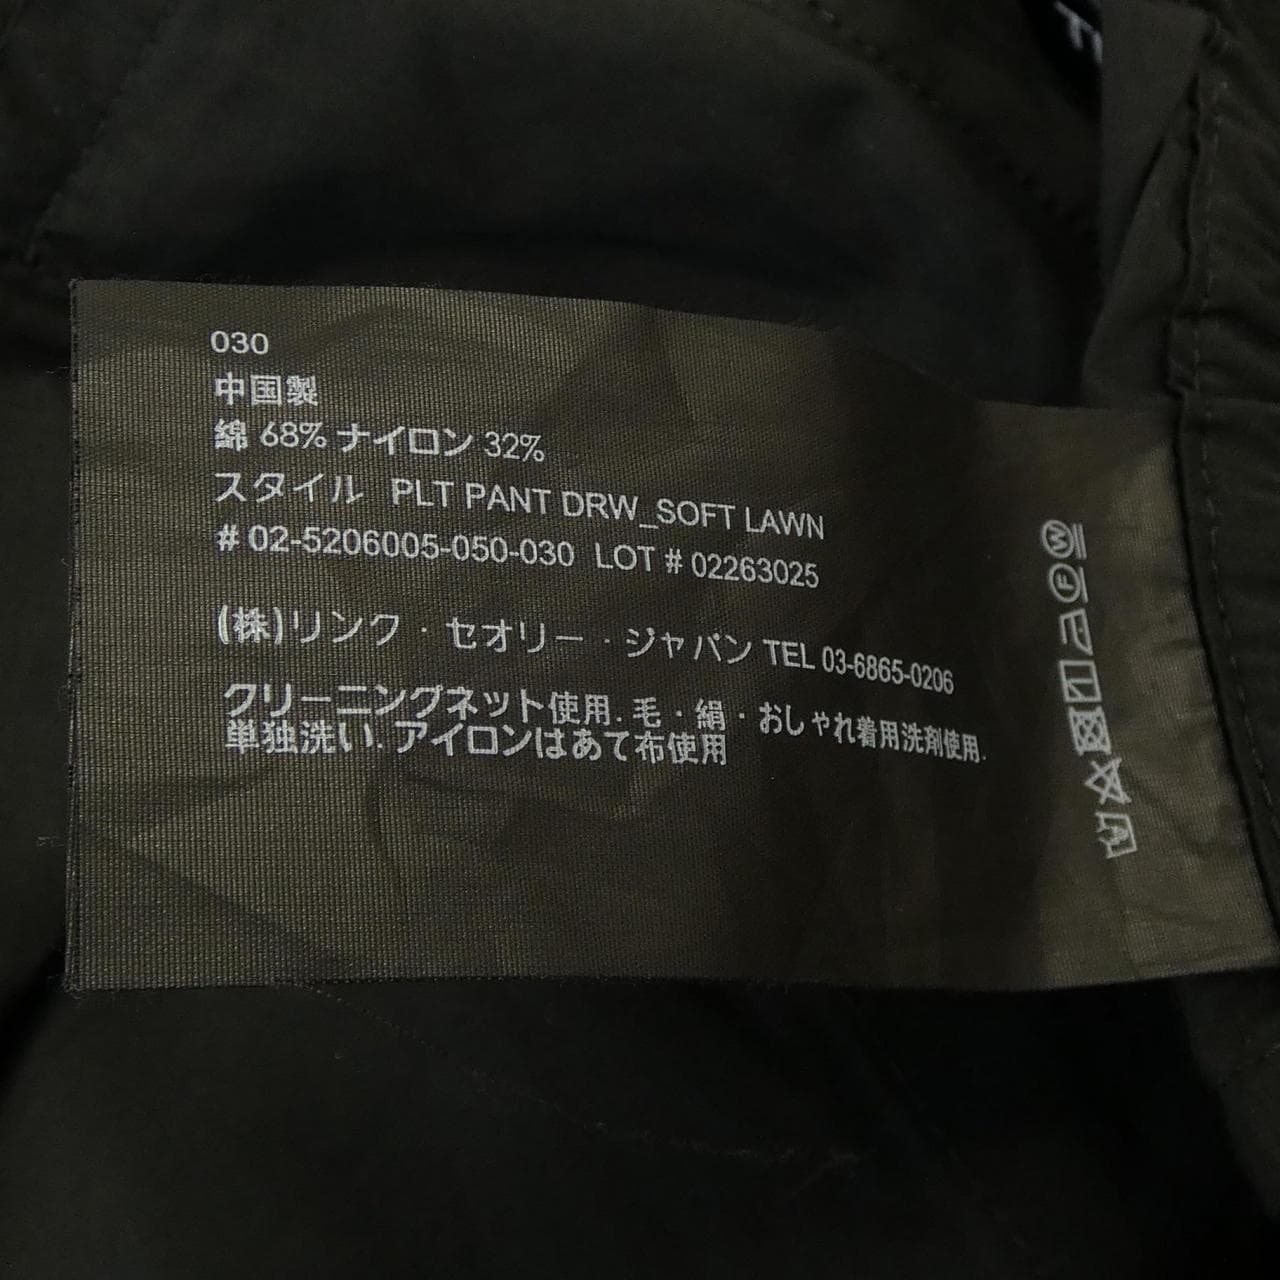 030
中国製
綿 68% ナイロン 32%
スタイル PLT PANT DRW_SOFT LAWN
# 02-5206005-050-030 LOT # 02263025
(株)リンク・セオリー・ジャパン TEL 03-6865-0206
クリーニングネット使用. 毛・絹・おしゃれ着用洗剤使用.
単独洗い. アイロンはあて布使用